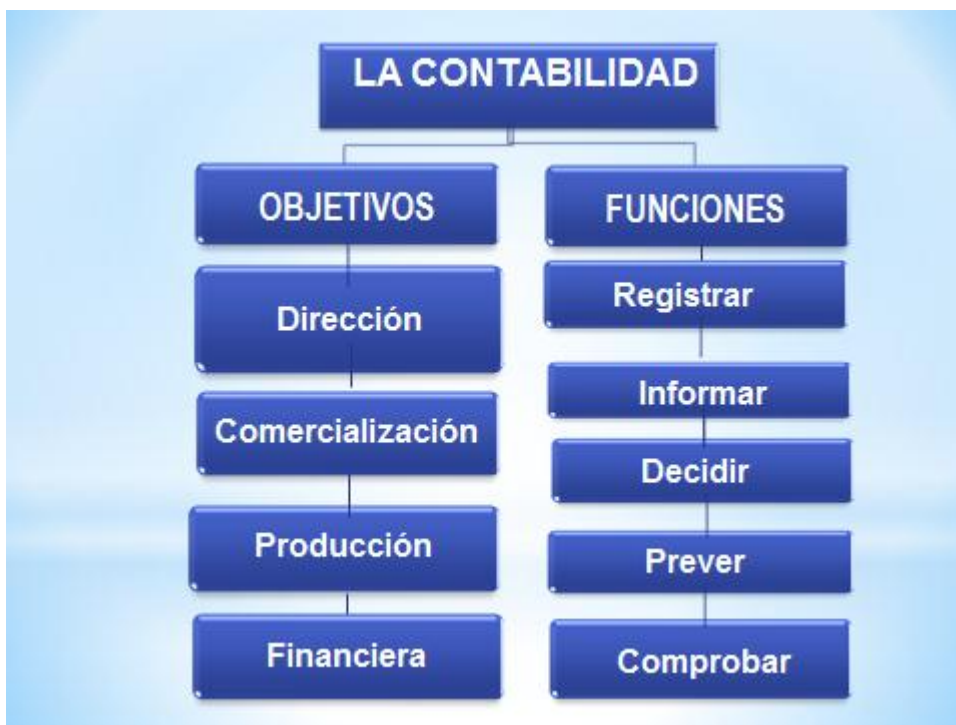 LA CONTABILIDAD
OBJETIVOS
Dirección
Comercialización
Producción
Financiera
FUNCIONES
Registrar
Informar
Decidir
Prever
Comprobar